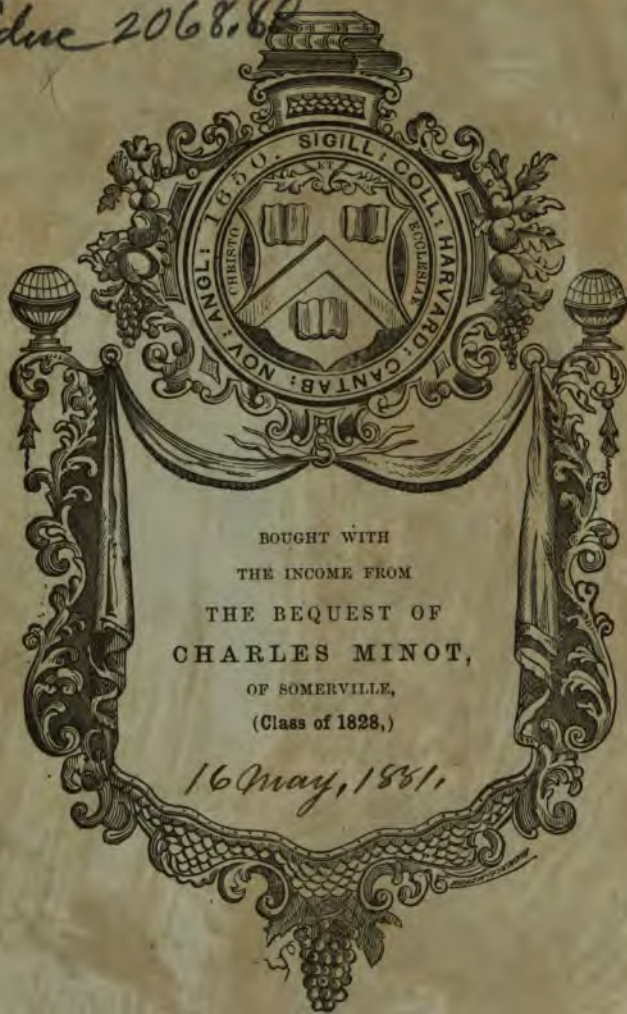 Educ 2068.80
SIGILL: COLL: HARVARD: CANTAB: NOV: ANGL: 1650.
CHRISTO ET ECCLESIAE
BOUGHT WITH
THE INCOME FROM
THE BEQUEST OF
CHARLES MINOT,
OF SOMERVILLE,
(Class of 1828,)
16 May, 1881.